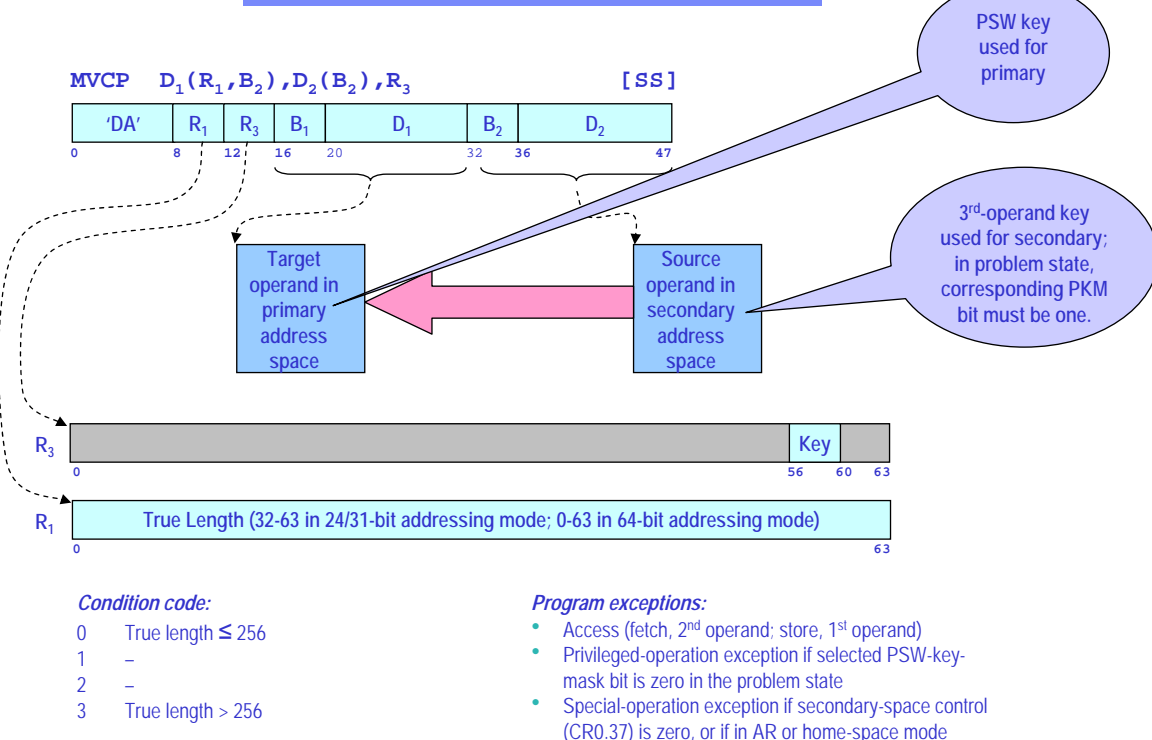 PSW key
used for
primary
MVCP D₁(R₁,B₂),D₂(B₂),R₃ [SS]
‘DA’ R₁ R₃ B₁ D₁ B₂ D₂
0 8 12 16 20 32 36 47
3rd-operand key
used for secondary;
in problem state,
corresponding PKM
bit must be one.
Target
operand in
primary
address
space
Source
operand in
secondary
address
space
R₃ Key
0 56 60 63
R₁ True Length (32-63 in 24/31-bit addressing mode; 0-63 in 64-bit addressing mode)
0 63
Condition code:
0 True length ≤ 256
1 –
2 –
3 True length > 256
Program exceptions:
• Access (fetch, 2nd operand; store, 1st operand)
• Privileged-operation exception if selected PSW-key-
mask bit is zero in the problem state
• Special-operation exception if secondary-space control
(CR0.37) is zero, or if in AR or home-space mode